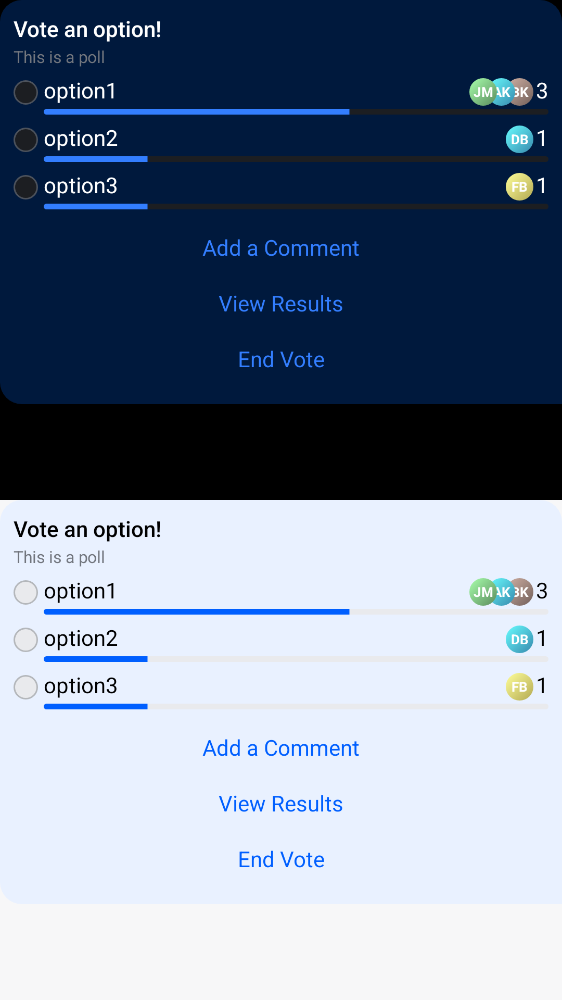 Vote an option!
This is a poll
option1 JM AK BK 3
option2 DB 1
option3 FB 1
Add a Comment
View Results
End Vote
Vote an option!
This is a poll
option1 JM AK BK 3
option2 DB 1
option3 FB 1
Add a Comment
View Results
End Vote